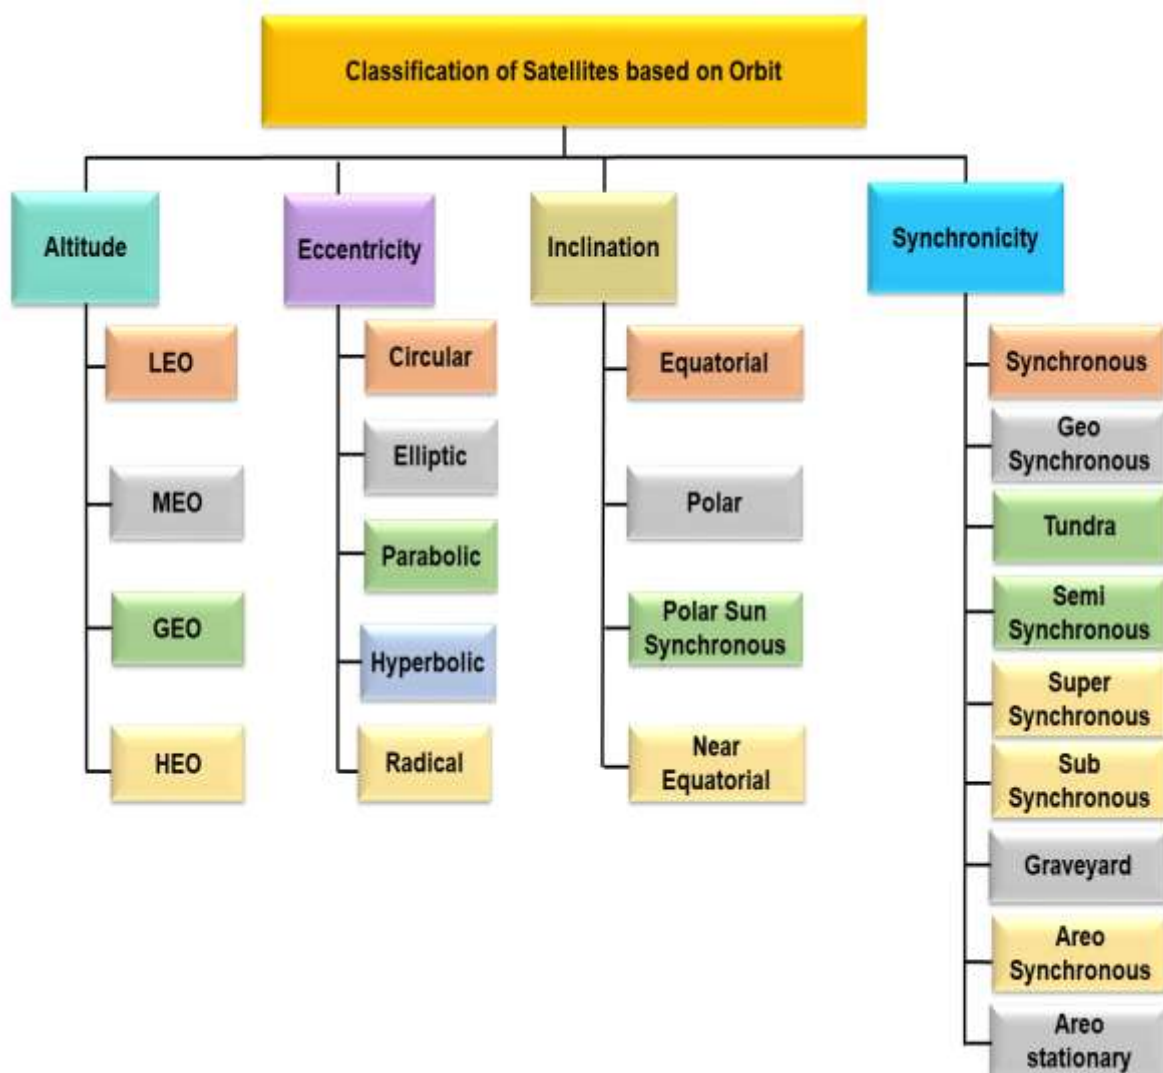 Classification of Satellites based on Orbit
Altitude
LEO
MEO
GEO
HEO
Eccentricity
Circular
Elliptic
Parabolic
Hyperbolic
Radical
Inclination
Equatorial
Polar
Polar Sun
Synchronous
Near
Equatorial
Synchronicity
Synchronous
Geo
Synchronous
Tundra
Semi
Synchronous
Super
Synchronous
Sub
Synchronous
Graveyard
Areo
Synchronous
Areo
stationary